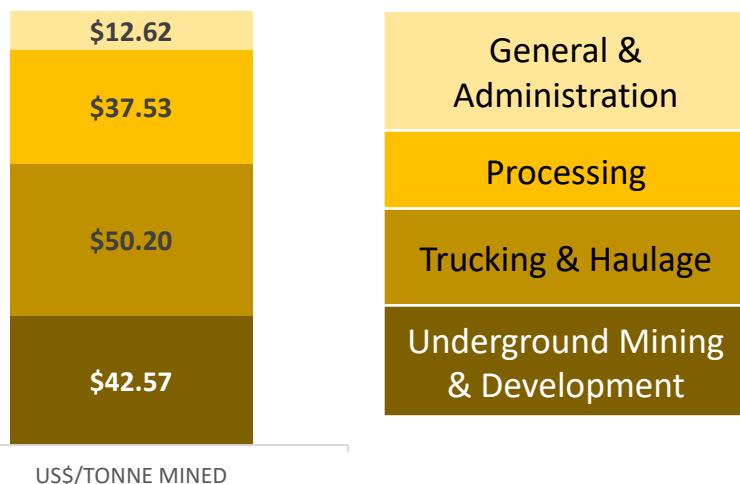 $12.62
$37.53
$50.20
$42.57
US$/TONNE MINED
General &
Administration
Processing
Trucking & Haulage
Underground Mining
& Development